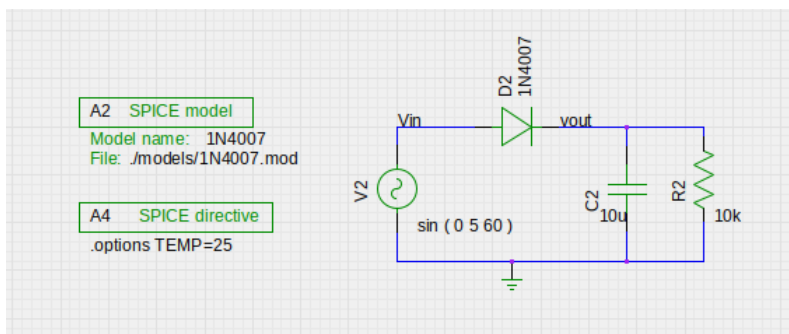 A2 SPICE model
Model name: 1N4007
File: ./models/1N4007.mod
A4 SPICE directive
.options TEMP=25
D2
1N4007
Vin
vout
V2
sin ( 0 5 60 )
C2
10u
R2
10k